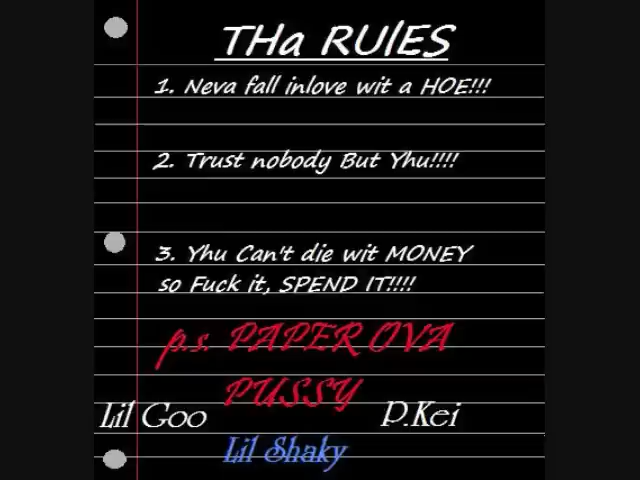 THa RUlES
1. Neva fall inlove wit a HOE!!!
2. Trust nobody But Yhu!!!!
3. Yhu Can't die wit MONEY
so Fuck it, SPEND IT!!!!
p.s. PAPER OVA
PUSSY
Lil Goo
P.Kei
Lil Shaky